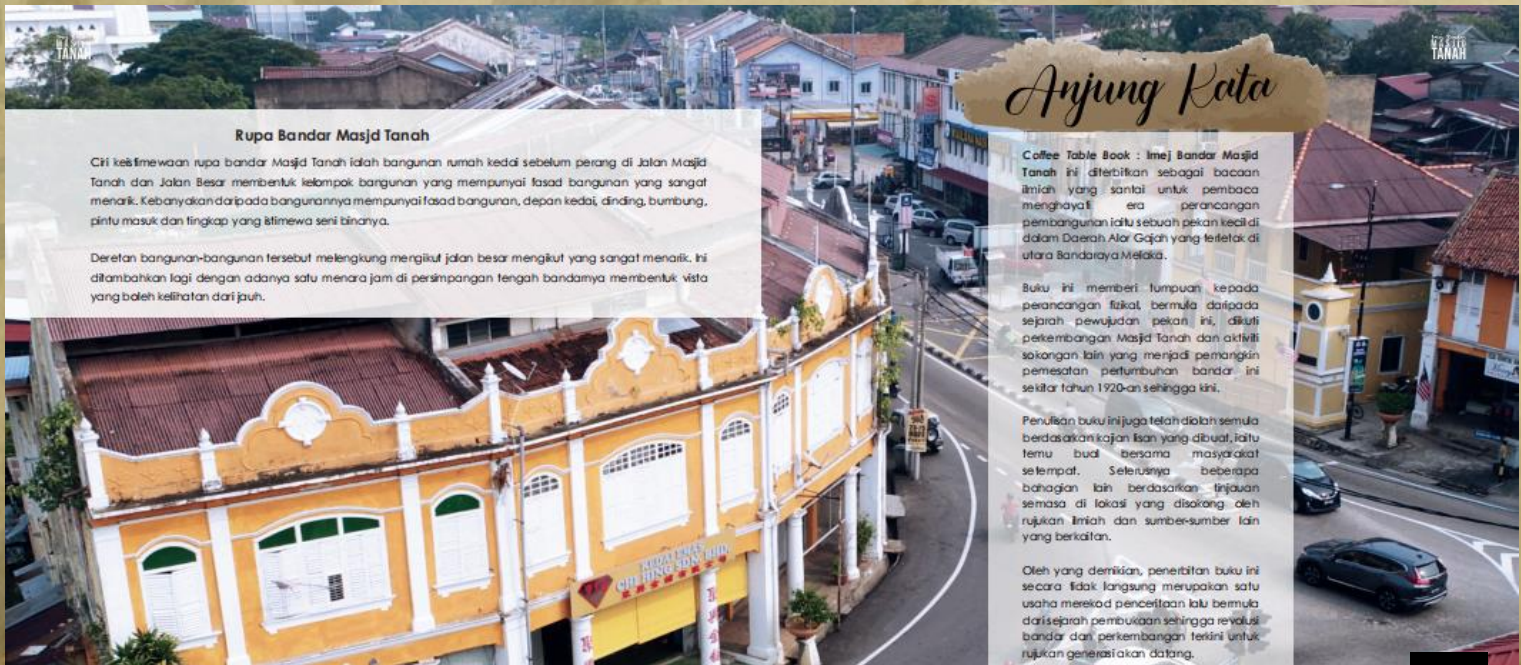 TANAH
Rupa Bandar Masjd Tanah
Ciri keistimewaan rupa bandar Masjid Tanah ialah bangunan rumah kedai sebelum perang di Jalan Masjid
Tanah dan Jalan Besar membentuk kelompok bangunan yang mempunyai fasad bangunan yang sangat
menarik. Kebanyakan daripada bangunannya mempunyai fasad bangunan, depan kedai, dinding, bumbung,
pintu masuk dan tingkap yang istimewa seni binanya.
Deretan bangunan-bangunan tersebut melengkung mengikut jalan besar mengikut yang sangat menarik. Ini
ditambahkan lagi dengan adanya satu menara jam di persimpangan tengah bandarnya membentuk vista
yang boleh kelihatan dari jauh.
KEDAI EMAS
CHEONG SDN. BHD.
MASJID
TANAH
Anjung Kata
Coffee Table Book : Imej Bandar Masjid
Tanah ini diterbitkan sebagai bacaan
ilmiah yang santai untuk pembaca
menghayati era perancangan
pembangunan iaitu sebuah pekan kecil di
dalam Daerah Alor Gajah yang terletak di
utara Bandaraya Melaka.
Buku ini memberi tumpuan kepada
perancangan fizikal, bermula daripada
sejarah pewujudan pekan ini, diikuti
perkembangan Masjid Tanah dan aktiviti
sokongan lain yang menjadi pemangkin
pemesatan pertumbuhan bandar ini
sekitar tahun 1920-an sehingga kini.
Penulisan buku ini juga telah diolah semula
berdasarkan kajian lisan yang dibuat, iaitu
temu bual bersama masyarakat
setempat. Seterusnya beberapa
bahagian lain berdasarkan tinjauan
semasa di lokasi yang disokong oleh
rujukan ilmiah dan sumber-sumber lain
yang berkaitan.
Oleh yang demikian, penerbitan buku ini
secara tidak langsung merupakan satu
usaha merekod penceritaan lalu bermula
dari sejarah pembukaan sehingga revolusi
bandar dan perkembangan terkini untuk
rujukan generasi akan datang.